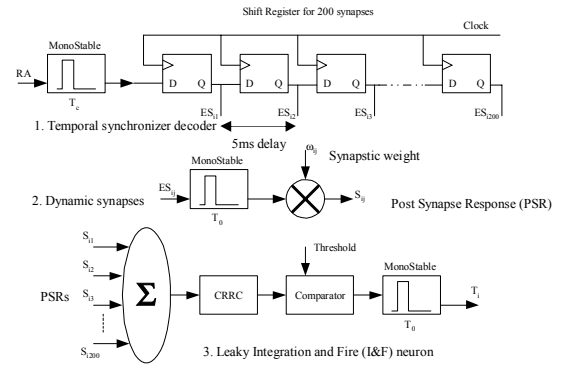 Shift Register for 200 synapses
Clock
MonoStable
RA
T_c
D Q
D Q
D Q
D Q
ES_i1
ES_i2
ES_i3
ES_i200
1. Temporal synchronizer decoder
5ms delay
ω_ij
MonoStable
Synapstic weight
2. Dynamic synapses
ES_ij
S_ij
Post Synapse Response (PSR)
T_0
S_i1
Threshold
S_i2
MonoStable
PSRs
S_i3
Σ
CRRC
Comparator
T_i
T_0
S_i200
3. Leaky Integration and Fire (I&F) neuron